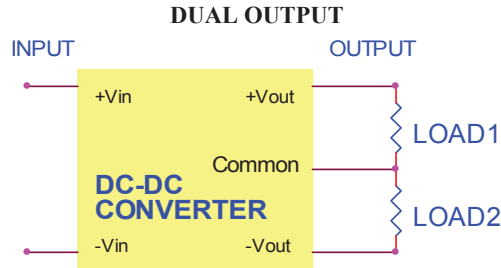 DUAL OUTPUT
INPUT
OUTPUT
+Vin
+Vout
LOAD1
Common
DC-DC
CONVERTER
LOAD2
-Vin
-Vout